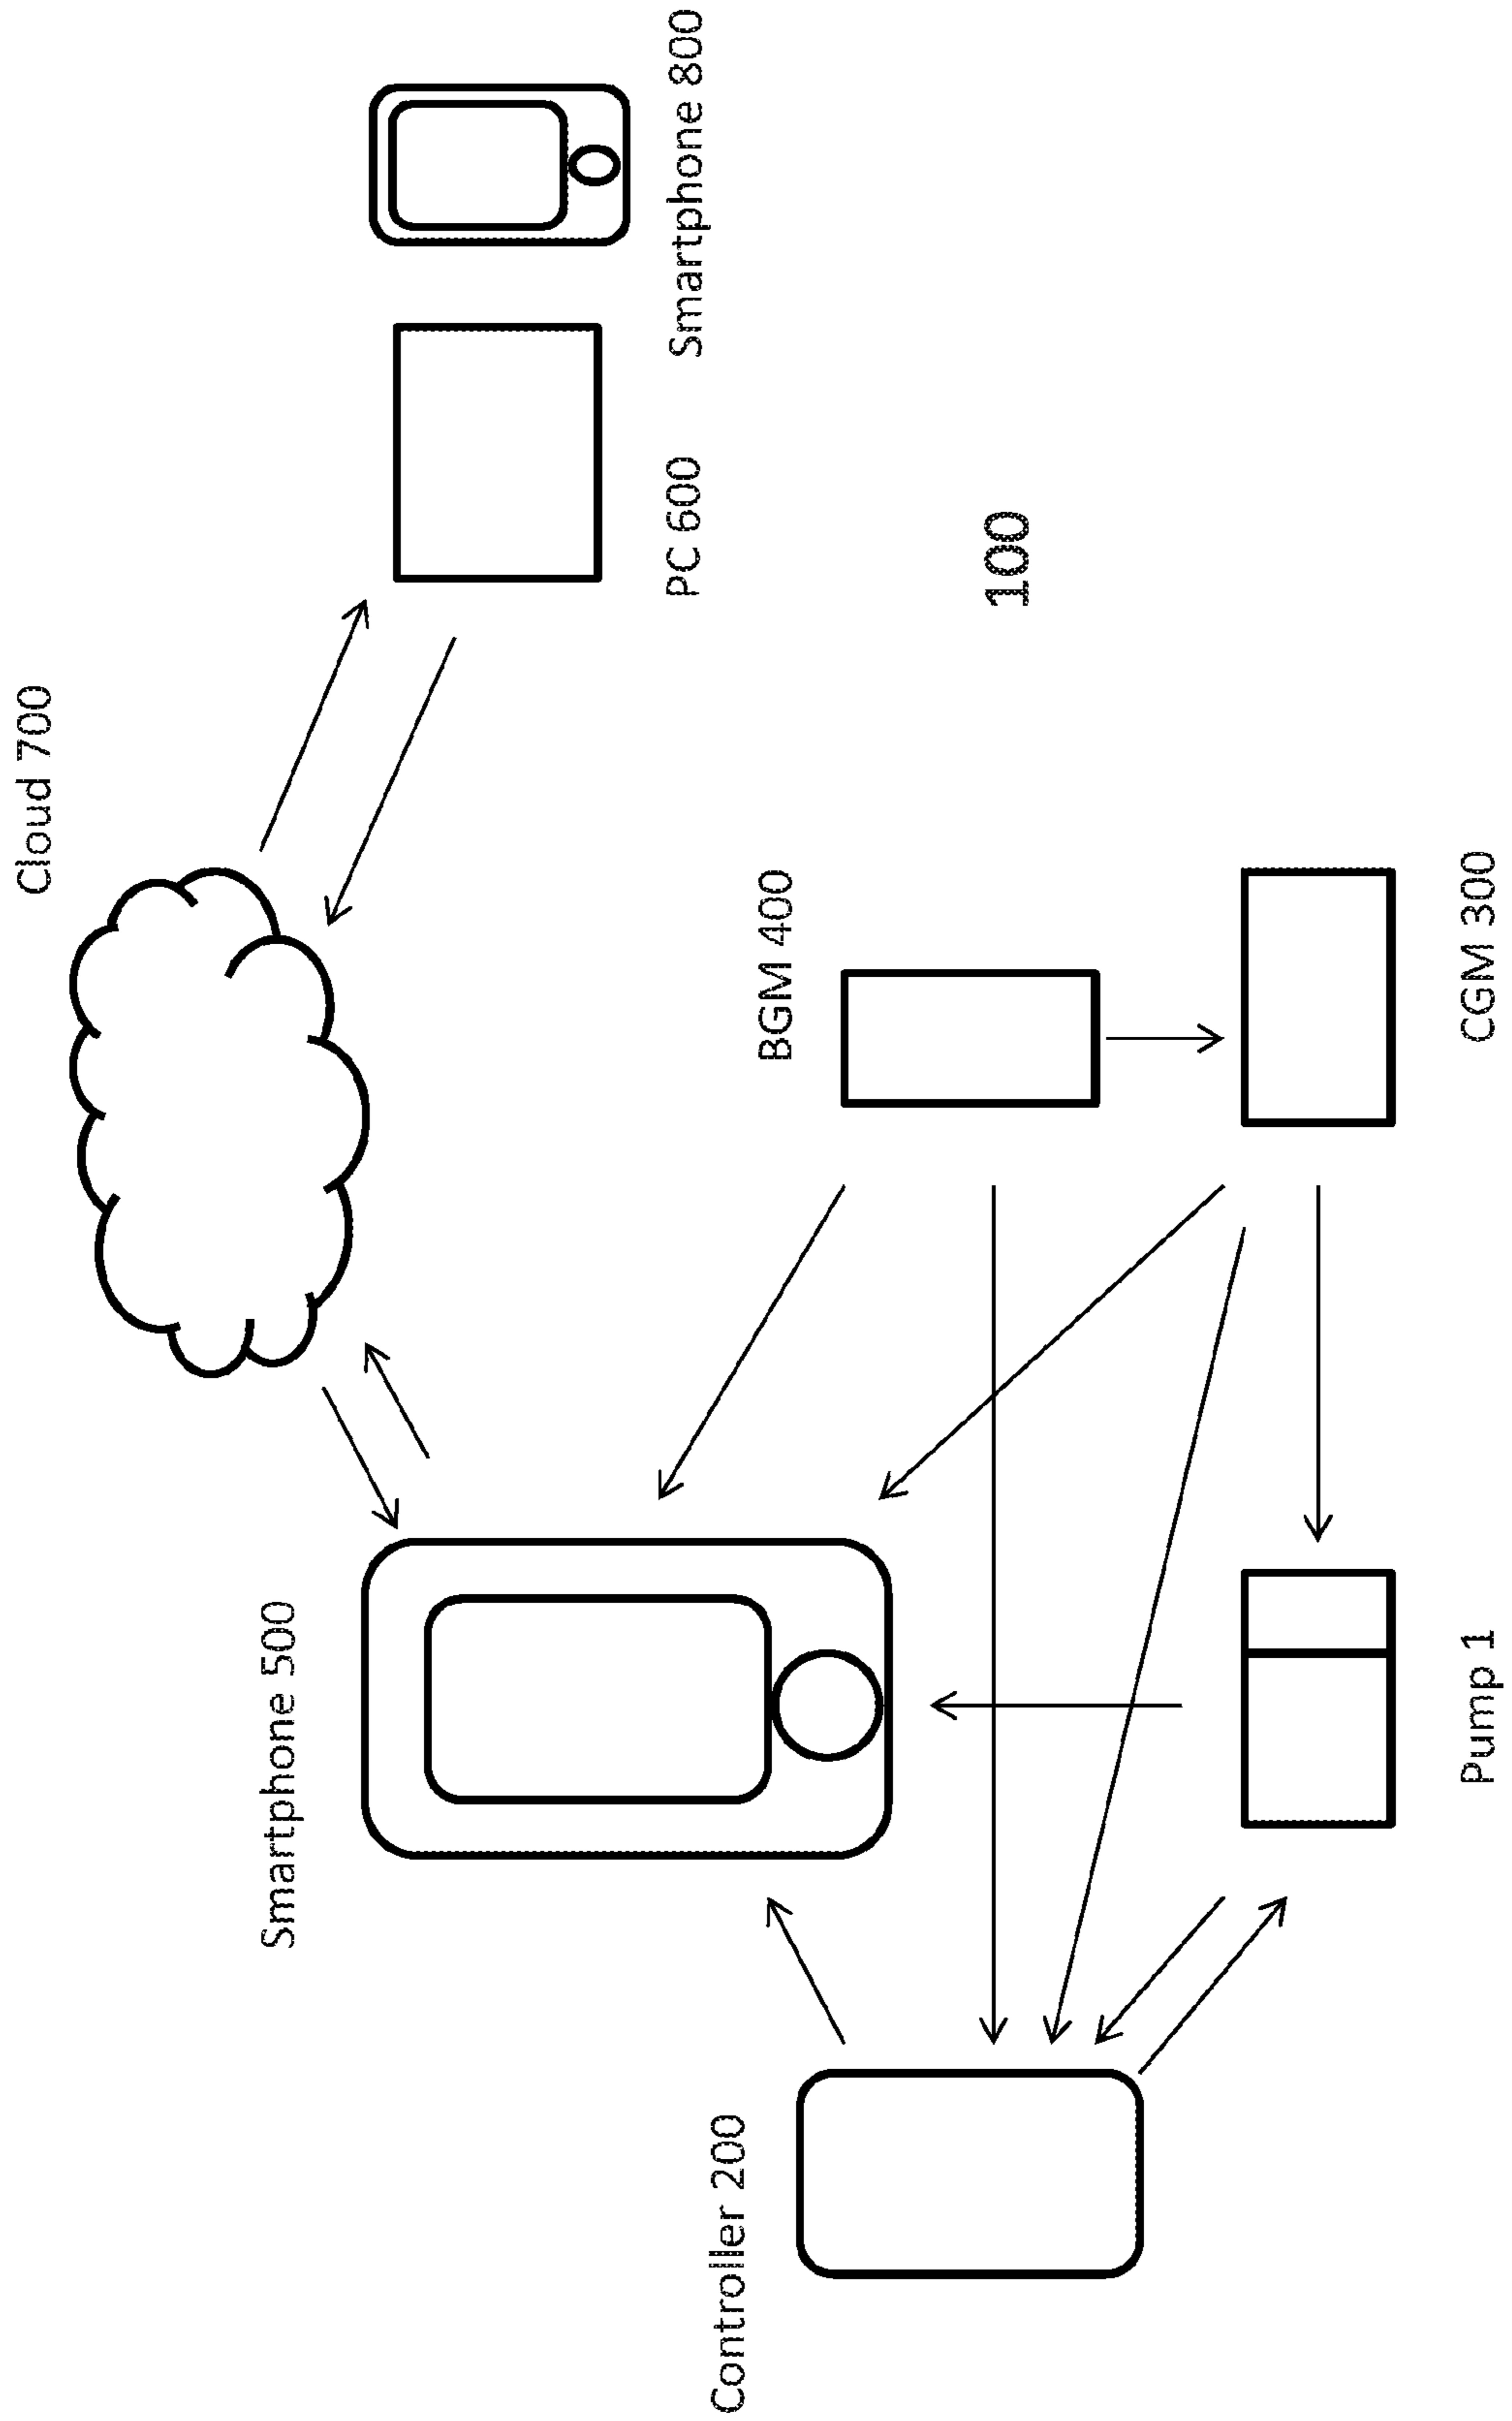 Cloud 700
Smartphone 500
Smartphone 800
PC 600
Controller 200
BGM 400
100
Pump 1
CGM 300